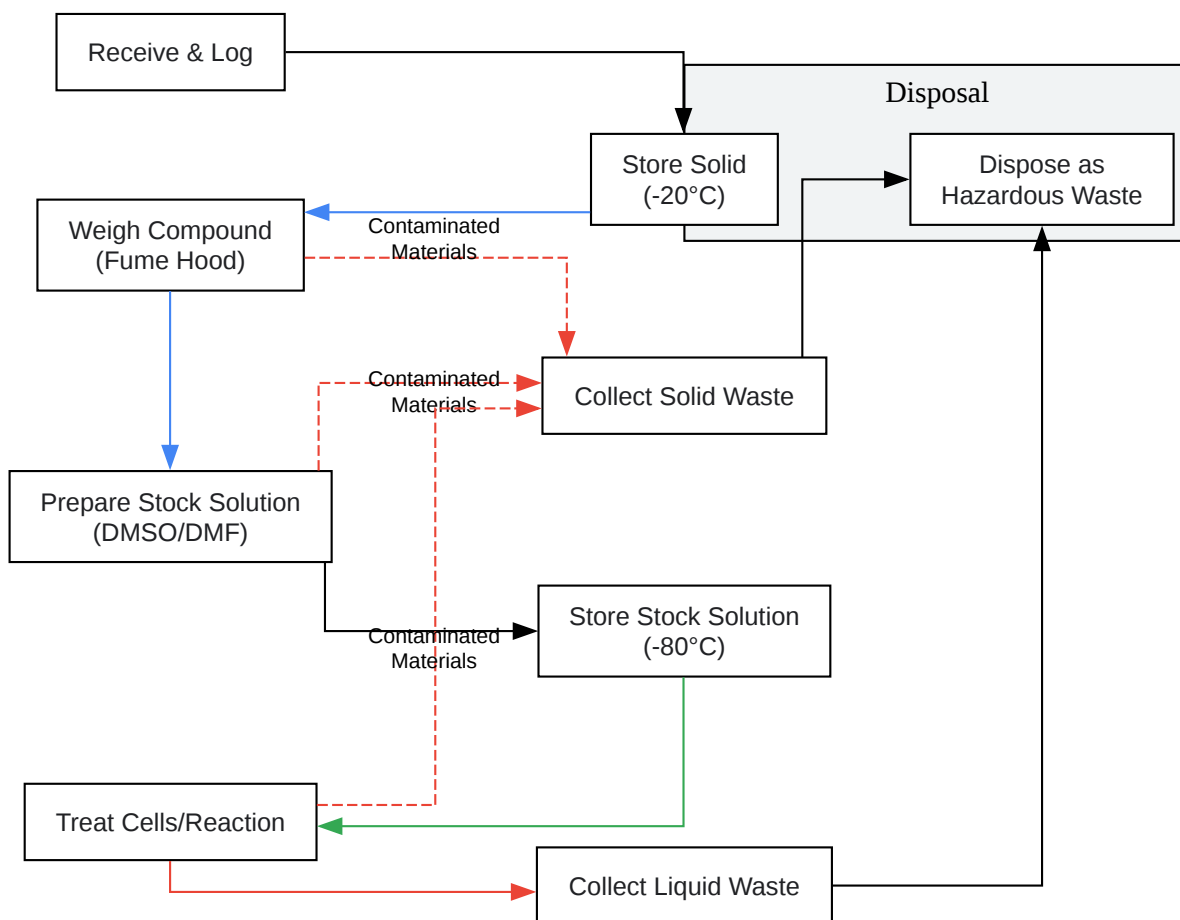 Receive & Log
Disposal
Store Solid
(-20°C)
Dispose as
Hazardous Waste
Weigh Compound
(Fume Hood)
Contaminated
Materials
Collect Solid Waste
Contaminated
Materials
Prepare Stock Solution
(DMSO/DMF)
Store Stock Solution
(-80°C)
Contaminated
Materials
Treat Cells/Reaction
Collect Liquid Waste